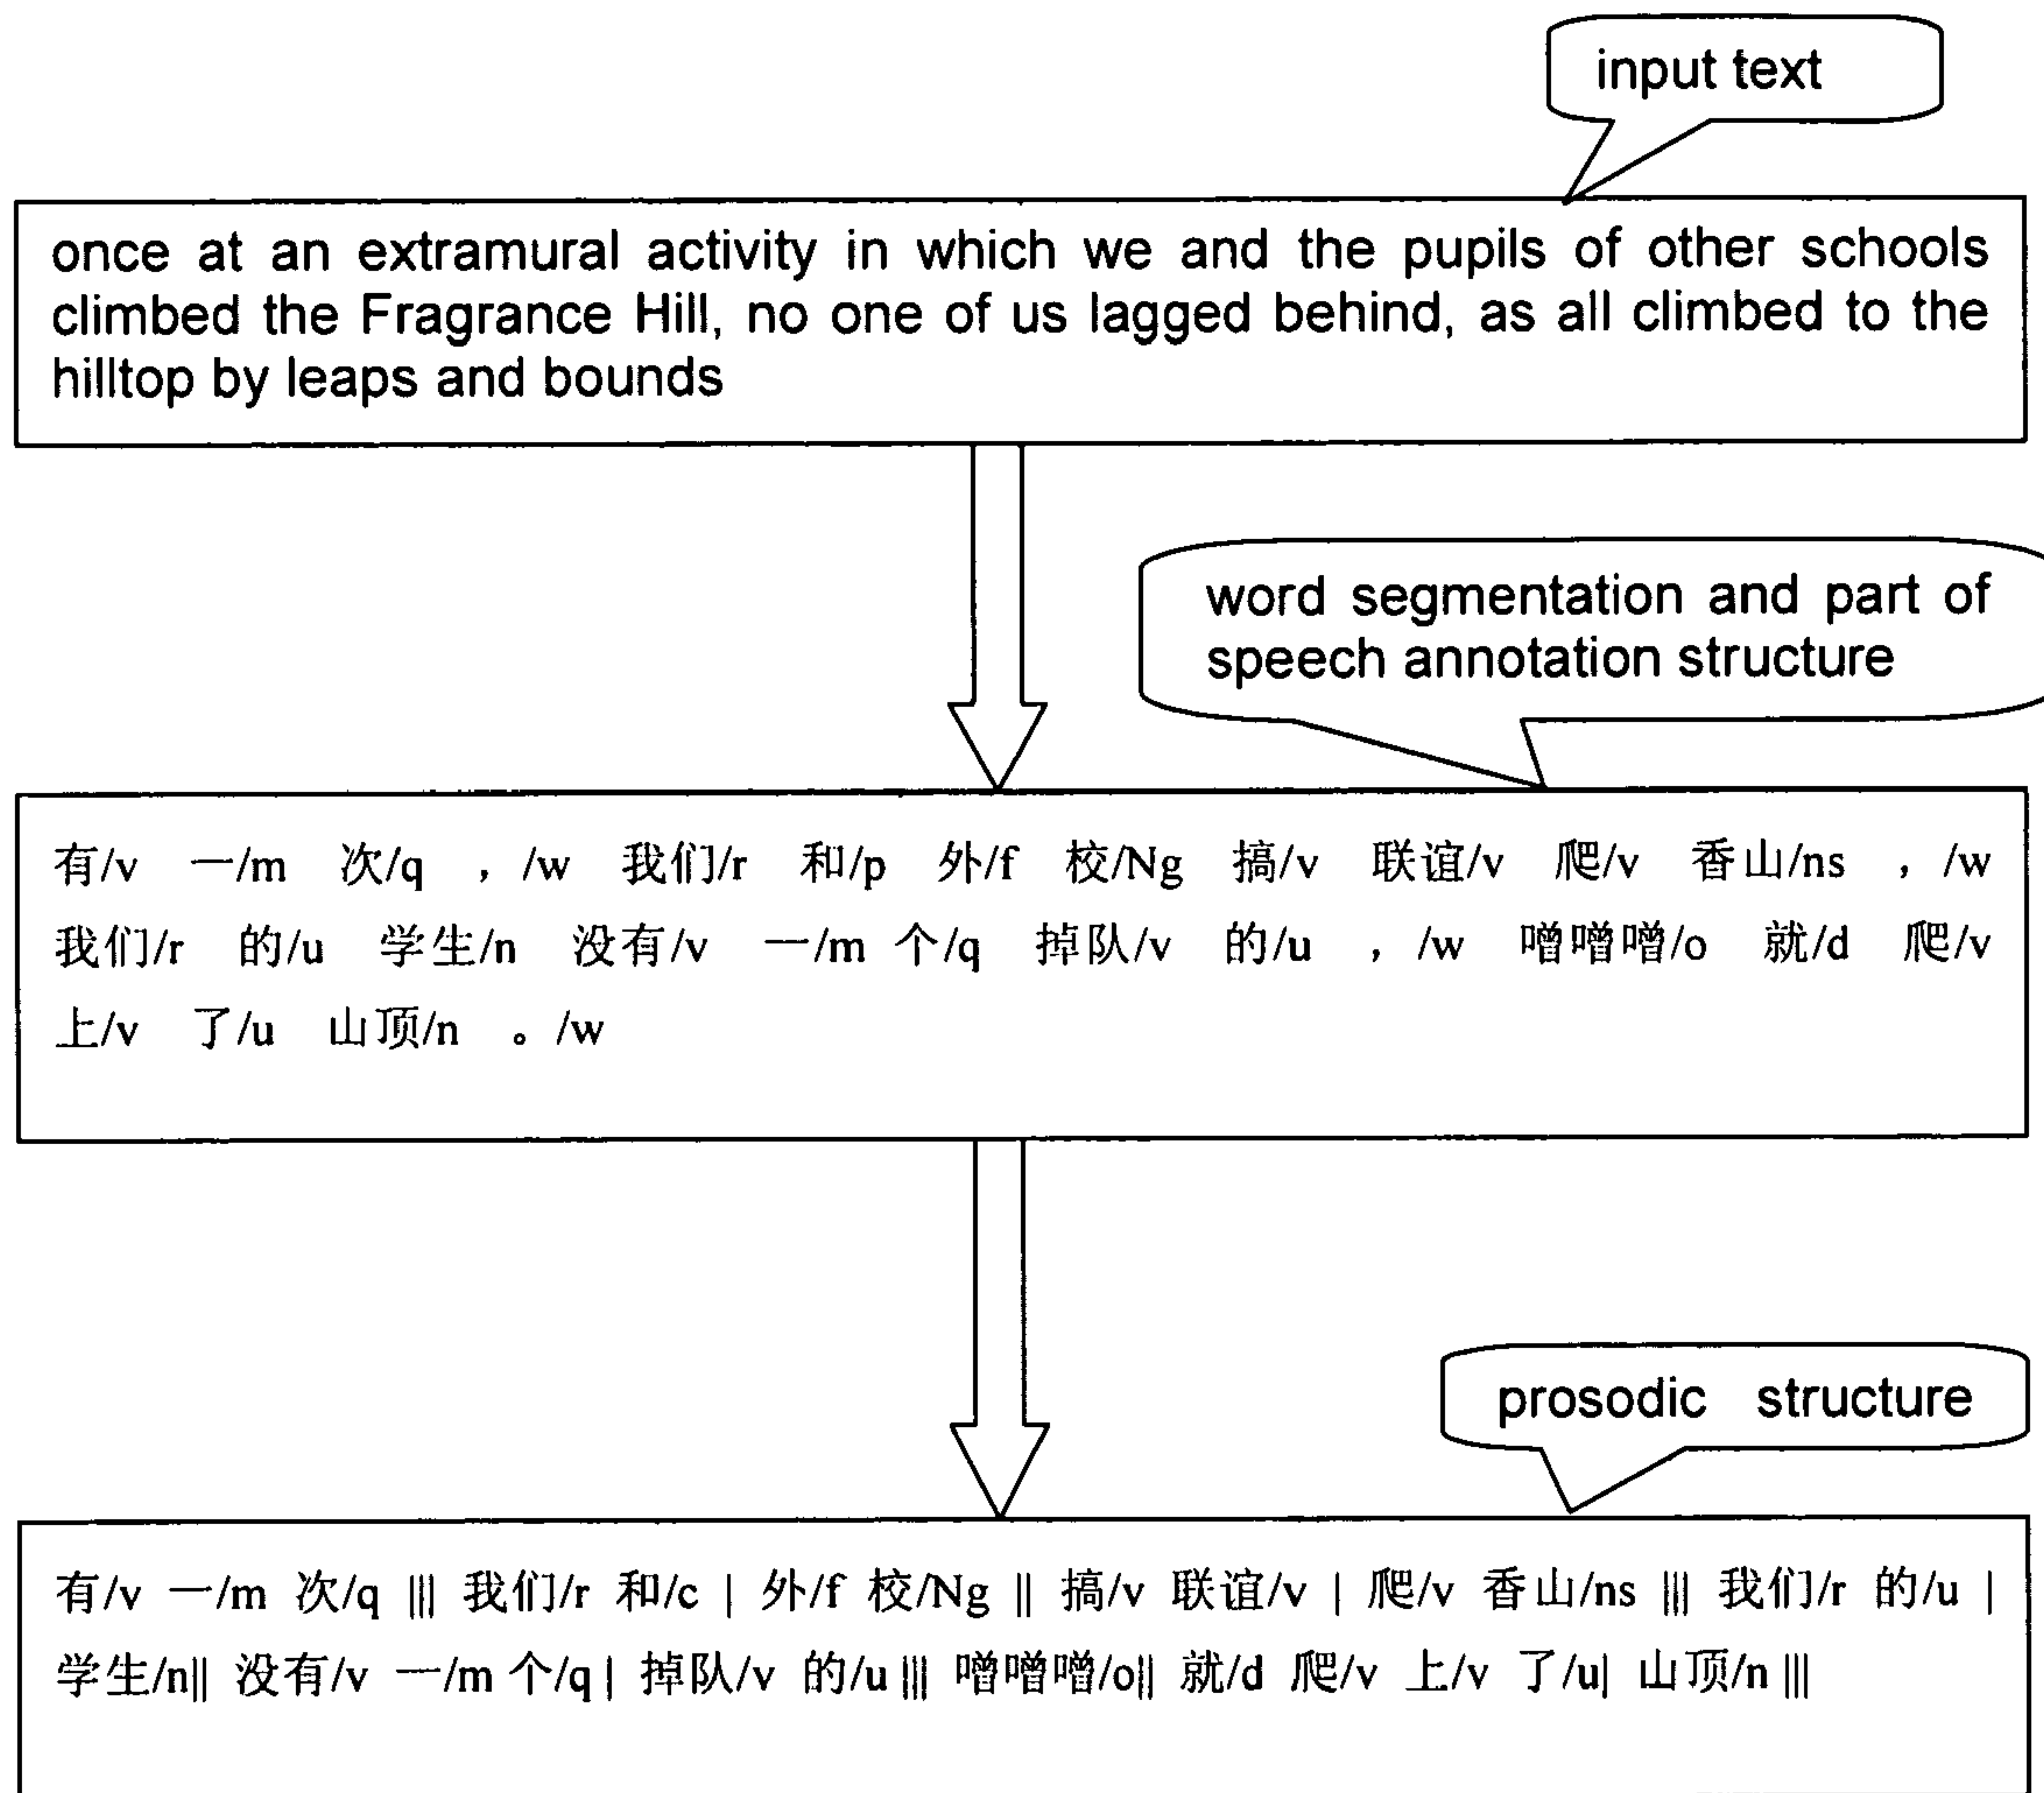 input text
once at an extramural activity in which we and the pupils of other schools
climbed the Fragrance Hill, no one of us lagged behind, as all climbed to the
hilltop by leaps and bounds
word segmentation and part of
speech annotation structure
有/v 一/m 次/q ，/w 我们/r 和/p 外/f 校/Ng 搞/v 联谊/v 爬/v 香山/ns ，/w
我们/r 的/u 学生/n 没有/v 一/m 个/q 掉队/v 的/u ，/w 噌噌噌/o 就/d 爬/v
上/v 了/u 山顶/n 。/w
prosodic structure
有/v 一/m 次/q ||| 我们/r 和/c | 外/f 校/Ng || 搞/v 联谊/v | 爬/v 香山/ns ||| 我们/r 的/u |
学生/n|| 没有/v 一/m 个/q | 掉队/v 的/u ||| 噌噌噌/o|| 就/d 爬/v 上/v 了/u| 山顶/n |||